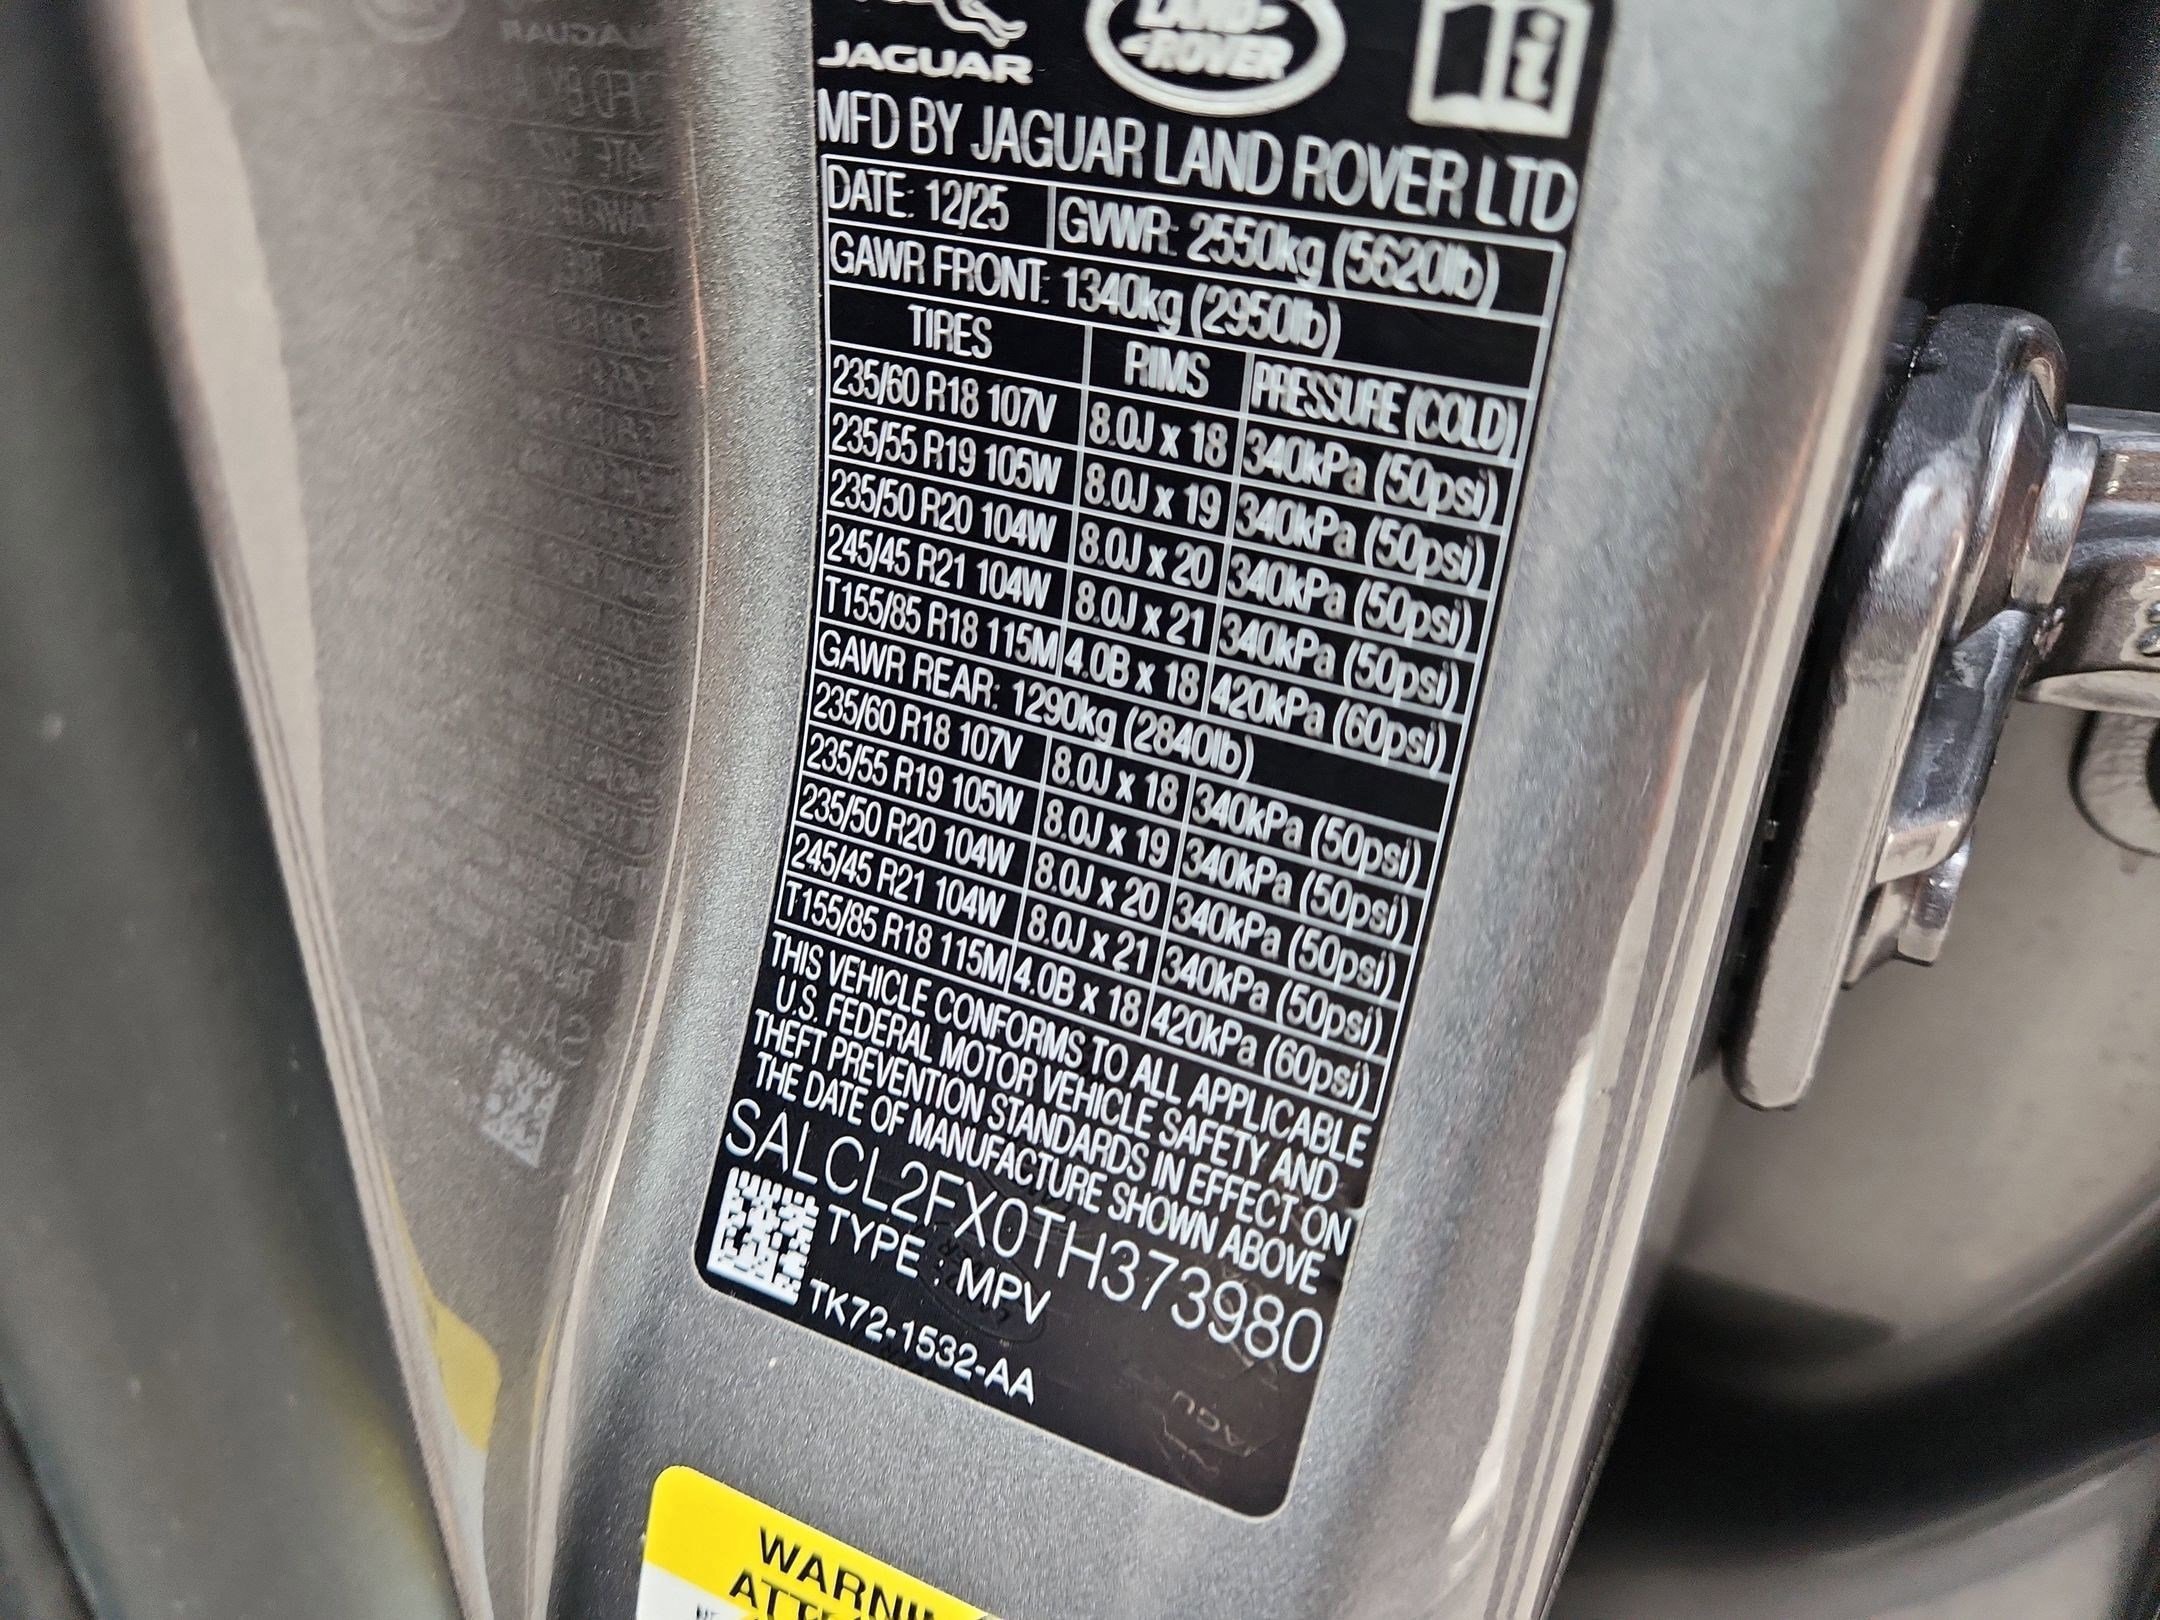 JAGUAR LAND ROVER i
MFD BY JAGUAR LAND ROVER LTD
DATE: 12/25 GVWR: 2550kg (5620lb)
GAWR FRONT: 1340kg (2950lb)
TIRES RIMS PRESSURE (COLD)
235/60 R18 107V 8.0J x 18 340kPa (50psi)
235/55 R19 105W 8.0J x 19 340kPa (50psi)
235/50 R20 104W 8.0J x 20 340kPa (50psi)
245/45 R21 104W 8.0J x 21 340kPa (50psi)
T155/85 R18 115M 4.0B x 18 420kPa (60psi)
GAWR REAR: 1290kg (2840lb)
235/60 R18 107V 8.0J x 18 340kPa (50psi)
235/55 R19 105W 8.0J x 19 340kPa (50psi)
235/50 R20 104W 8.0J x 20 340kPa (50psi)
245/45 R21 104W 8.0J x 21 340kPa (50psi)
T155/85 R18 115M 4.0B x 18 420kPa (60psi)
THIS VEHICLE CONFORMS TO ALL APPLICABLE
U.S. FEDERAL MOTOR VEHICLE SAFETY AND
THEFT PREVENTION STANDARDS IN EFFECT ON
THE DATE OF MANUFACTURE SHOWN ABOVE
SALCL2FX0TH373980
TYPE : MPV
TK72-1532-AA